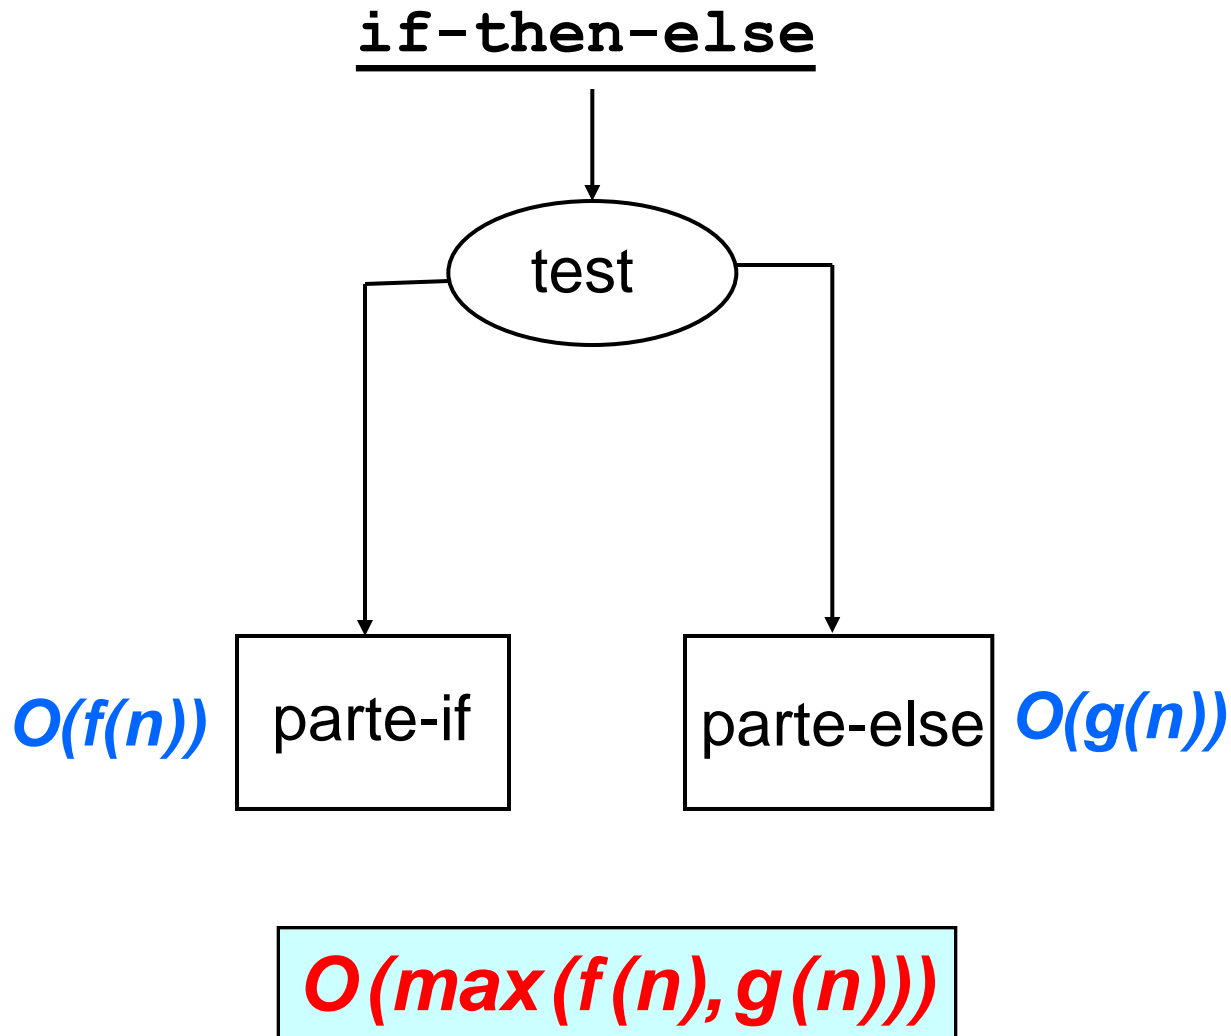 if-then-else
test
O(f(n))
parte-if
parte-else
O(g(n))
O(max(f(n),g(n)))